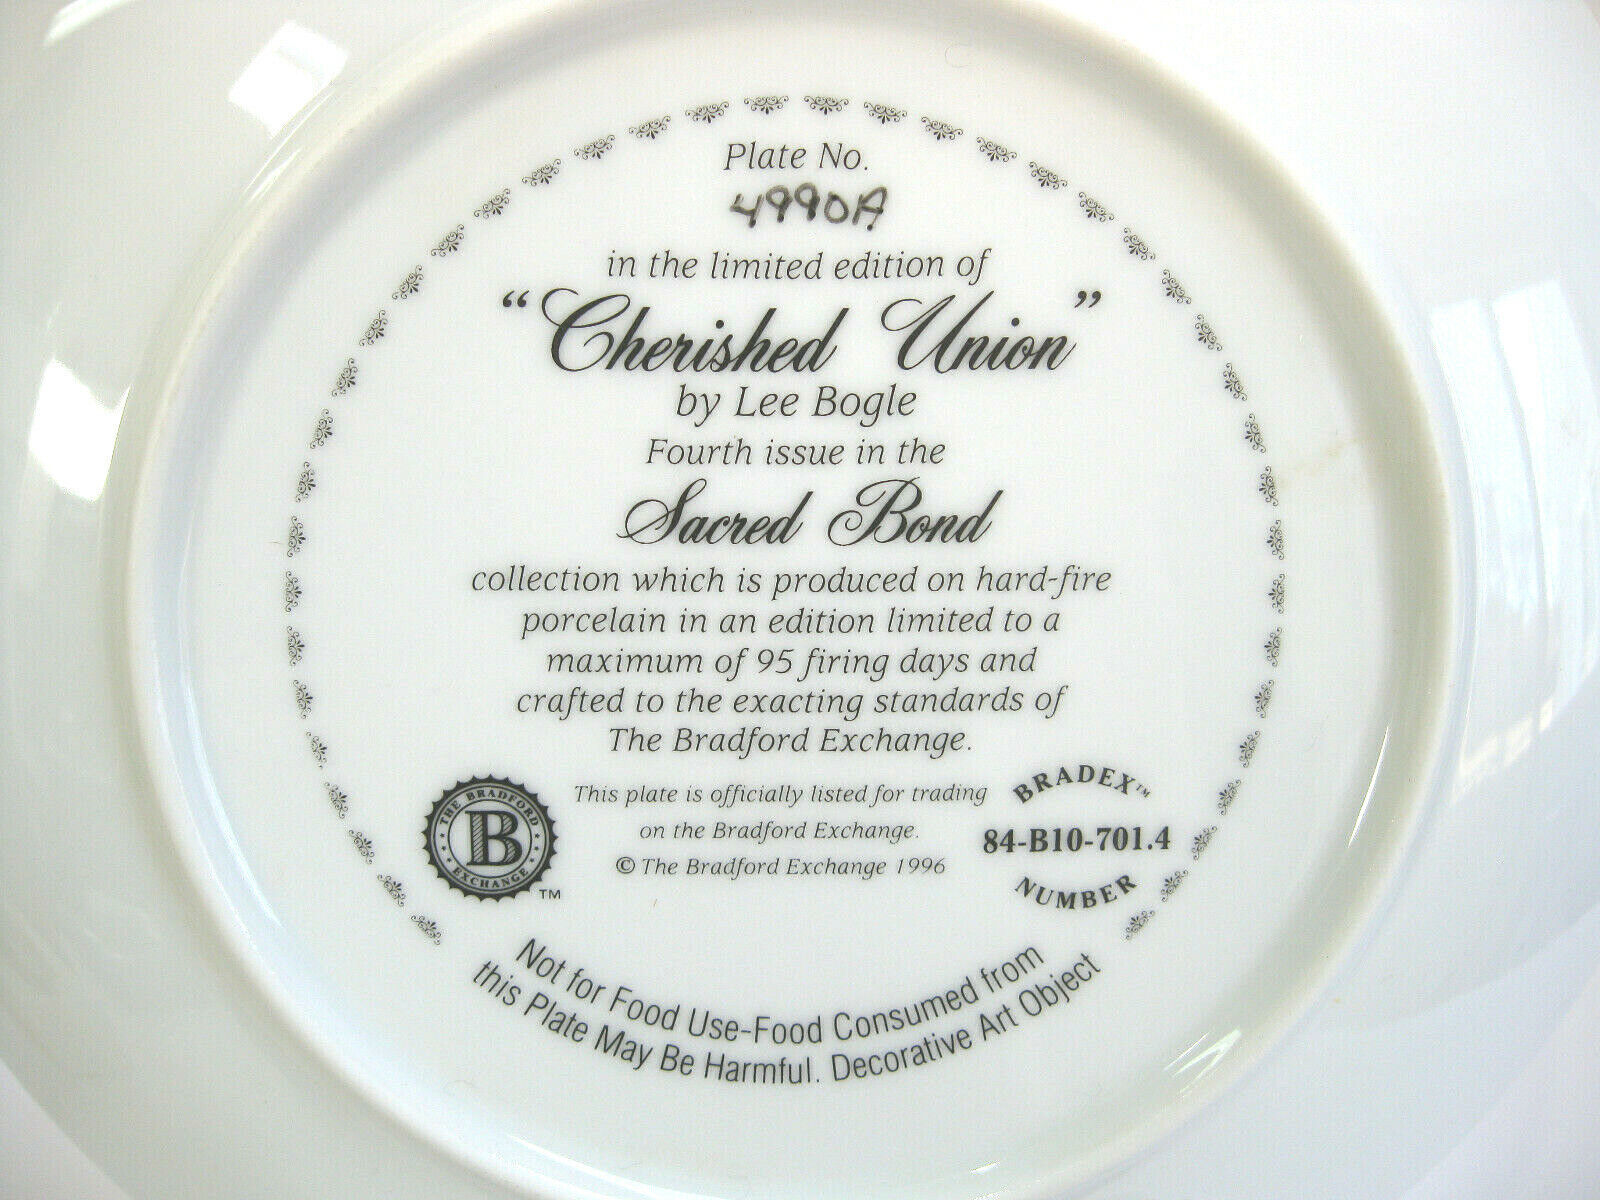 Plate No.
4990A
in the limited edition of
“Cherished Union”
by Lee Bogle
Fourth issue in the
Sacred Bond
collection which is produced on hard-fire
porcelain in an edition limited to a
maximum of 95 firing days and
crafted to the exacting standards of
The Bradford Exchange.
THE BRADFORD
B
EXCHANGE
TM
This plate is officially listed for trading
on the Bradford Exchange.
© The Bradford Exchange 1996
BRADEX™
84-B10-701.4
NUMBER
Not for Food Use-Food Consumed from
this Plate May Be Harmful. Decorative Art Object